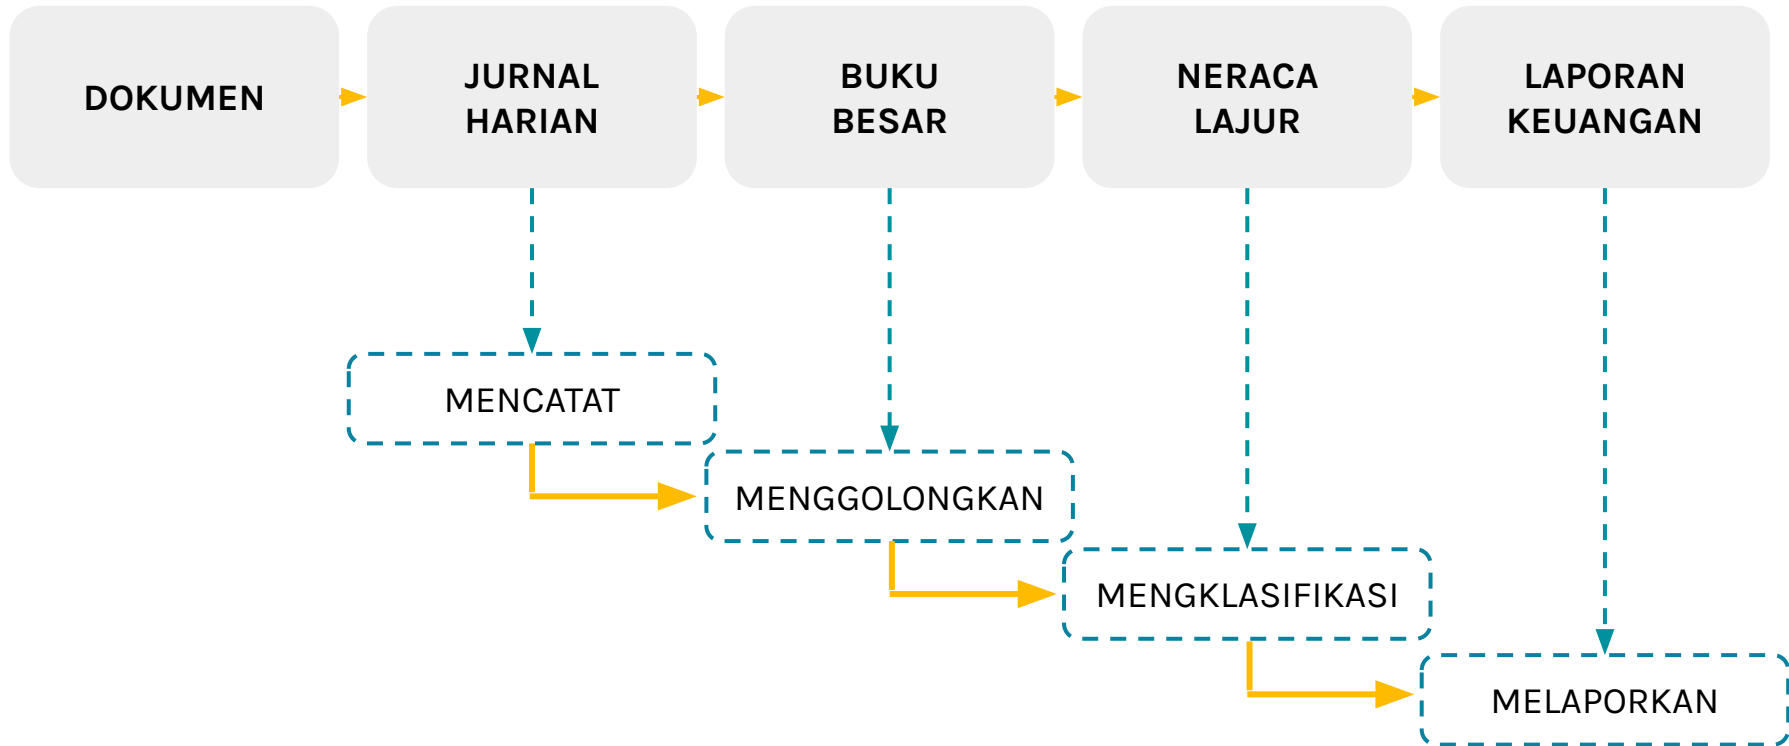 DOKUMEN
JURNAL
HARIAN
BUKU
BESAR
NERACA
LAJUR
LAPORAN
KEUANGAN
MENCATAT
MENGGOLONGKAN
MENGKLASIFIKASI
MELAPORKAN